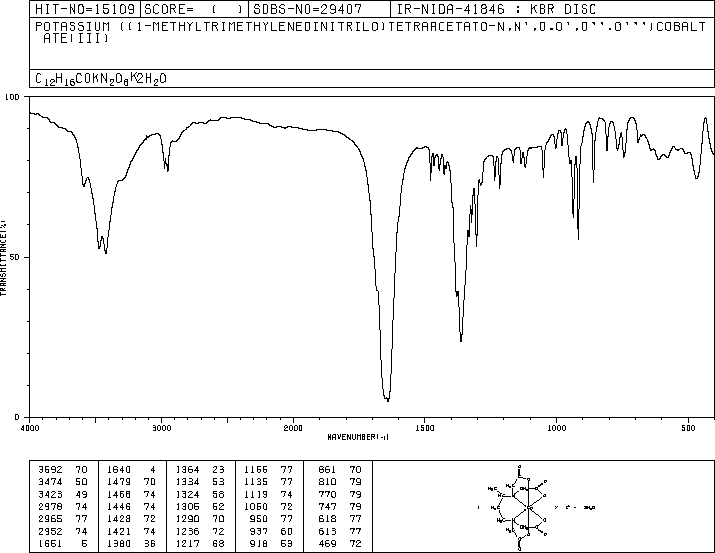 HIT-NO=15109 SCORE= ( ) SDBS-NO=29407 IR-NIDA-41846 : KBR DISC
POTASSIUM ((1-METHYLTRIMETHYLENEDINITRILO)TETRAACETATO-N,N',O,O',O'',O''')COBALT
ATE(III)
C12H16COKN2O8K2H2O
100
TRANSMITTANCE(%)
50
0
4000 3000 2000 1500 1000 500
WAVENUMBER(-1)
3592 70 1640 4 1364 23 1166 77 861 70
3474 50 1479 70 1334 53 1135 77 810 79
3423 49 1468 74 1324 58 1119 74 770 79
2978 74 1446 74 1305 52 1050 72 747 79
2965 77 1428 72 1290 70 950 77 618 77
2952 74 1421 74 1236 72 937 60 613 77
1651 5 1380 36 1217 68 918 53 469 72